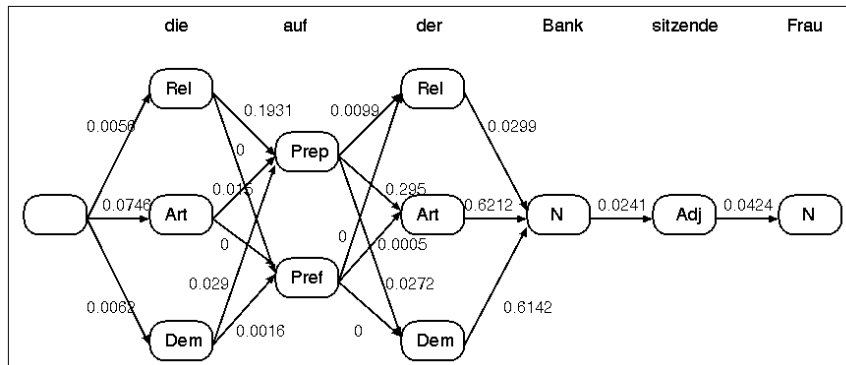 die auf der Bank sitzende Frau
Rel Rel
0.0056 0.1931 0.0099 0.0299
0 Prep
0.0746 Art 0.015 0.295 Art 0.6212 N 0.0241 Adj 0.0424 N
0 0 0.0005
0.029 Pref 0.0272
0.0062 0.0016 0 0.6142
Dem Dem